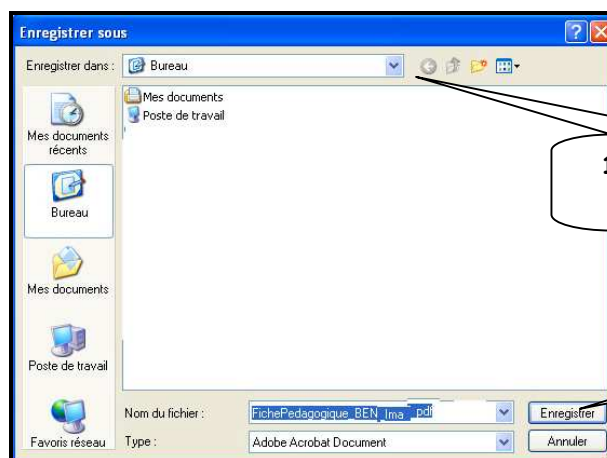 Enregistrer sous
Enregistrer dans :
Bureau
Mes documents
Poste de travail
Mes documents
récents
Bureau
Mes documents
Poste de travail
Favoris réseau
Nom du fichier :
FichePedagogique_BEN_Ima_.pdf
Enregistrer
Type :
Adobe Acrobat Document
Annuler